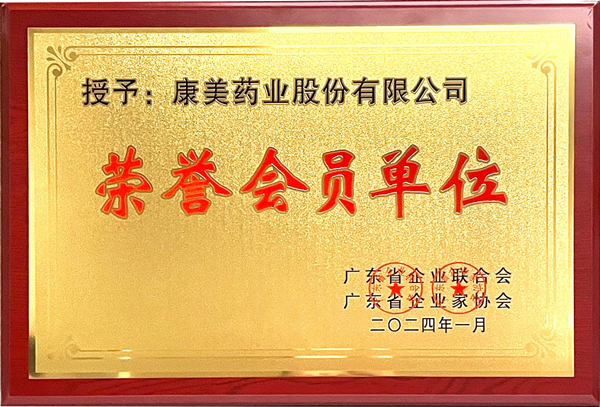 授予：康美药业股份有限公司
荣誉会员单位
广东省企业联合会
广东省企业家协会
二〇二四年一月